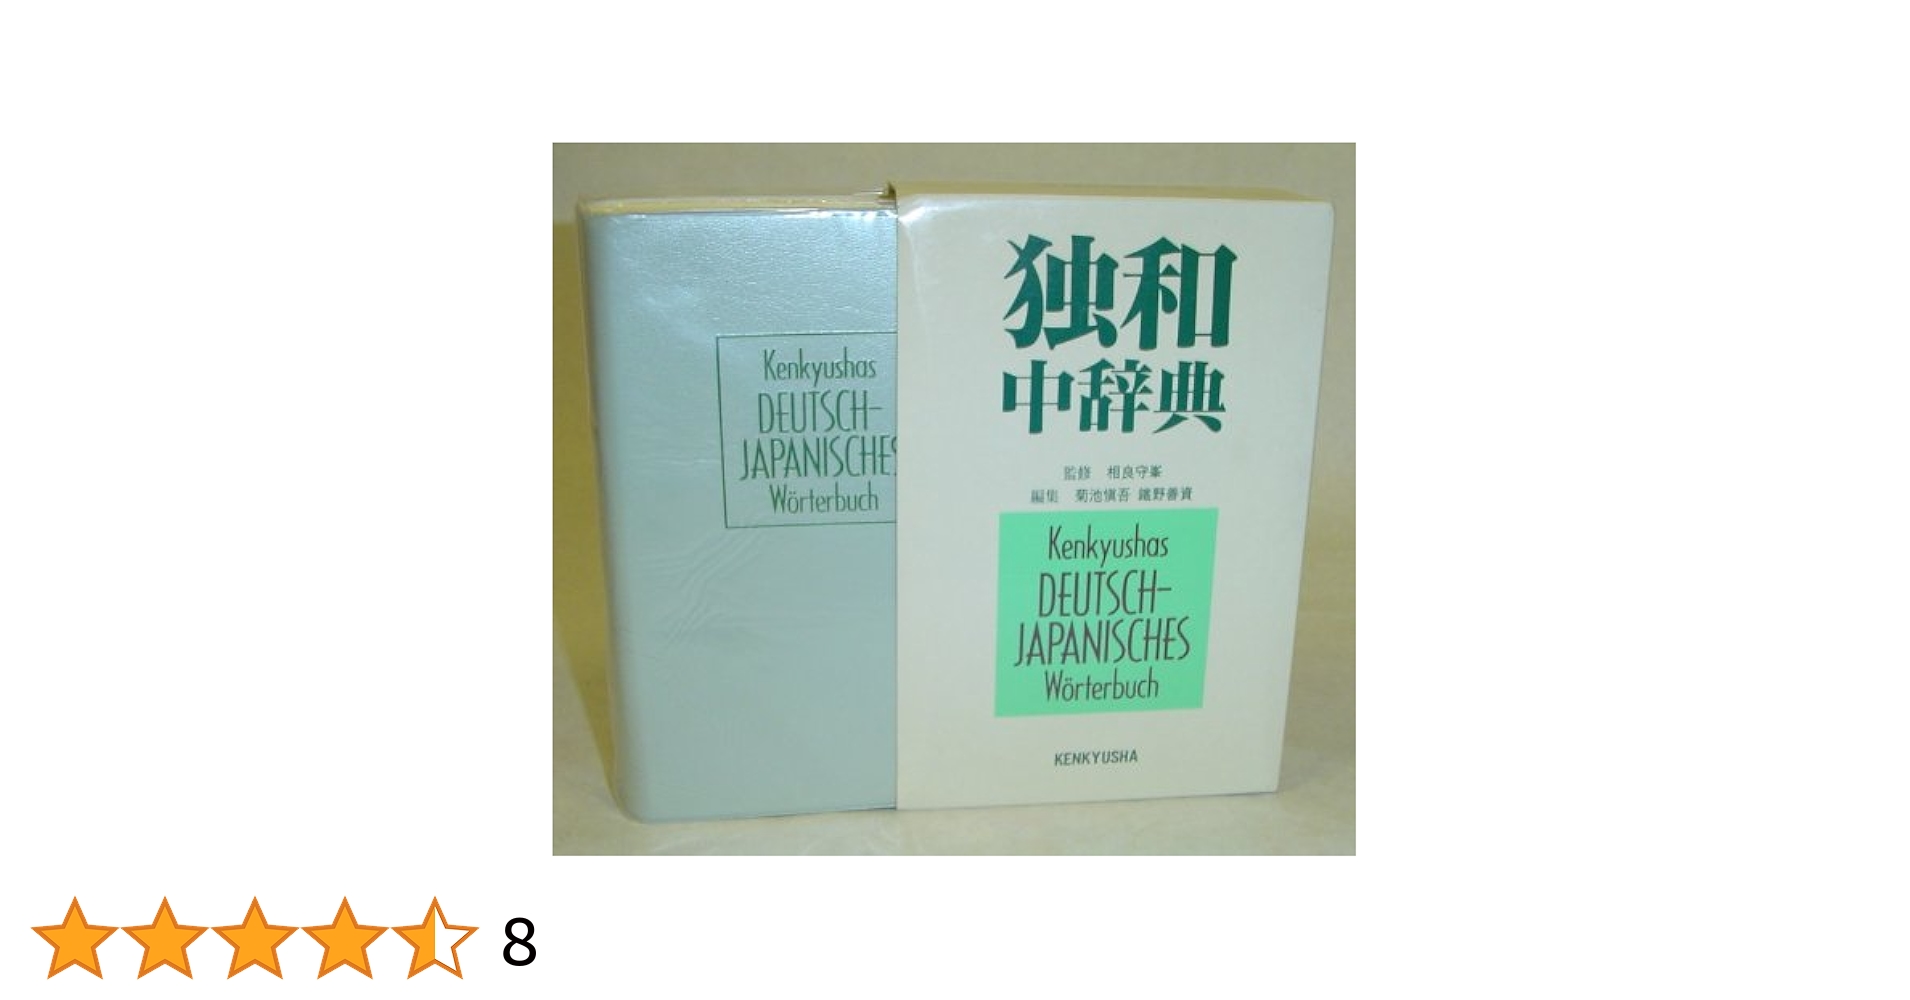 Kenkyushas
DEUTSCH-
JAPANISCHES
Wörterbuch
独和
中辞典
監修 相良守峯
編集 菊池愼吾 鐵野善資
Kenkyushas
DEUTSCH-
JAPANISCHES
Wörterbuch
KENKYUSHA
8